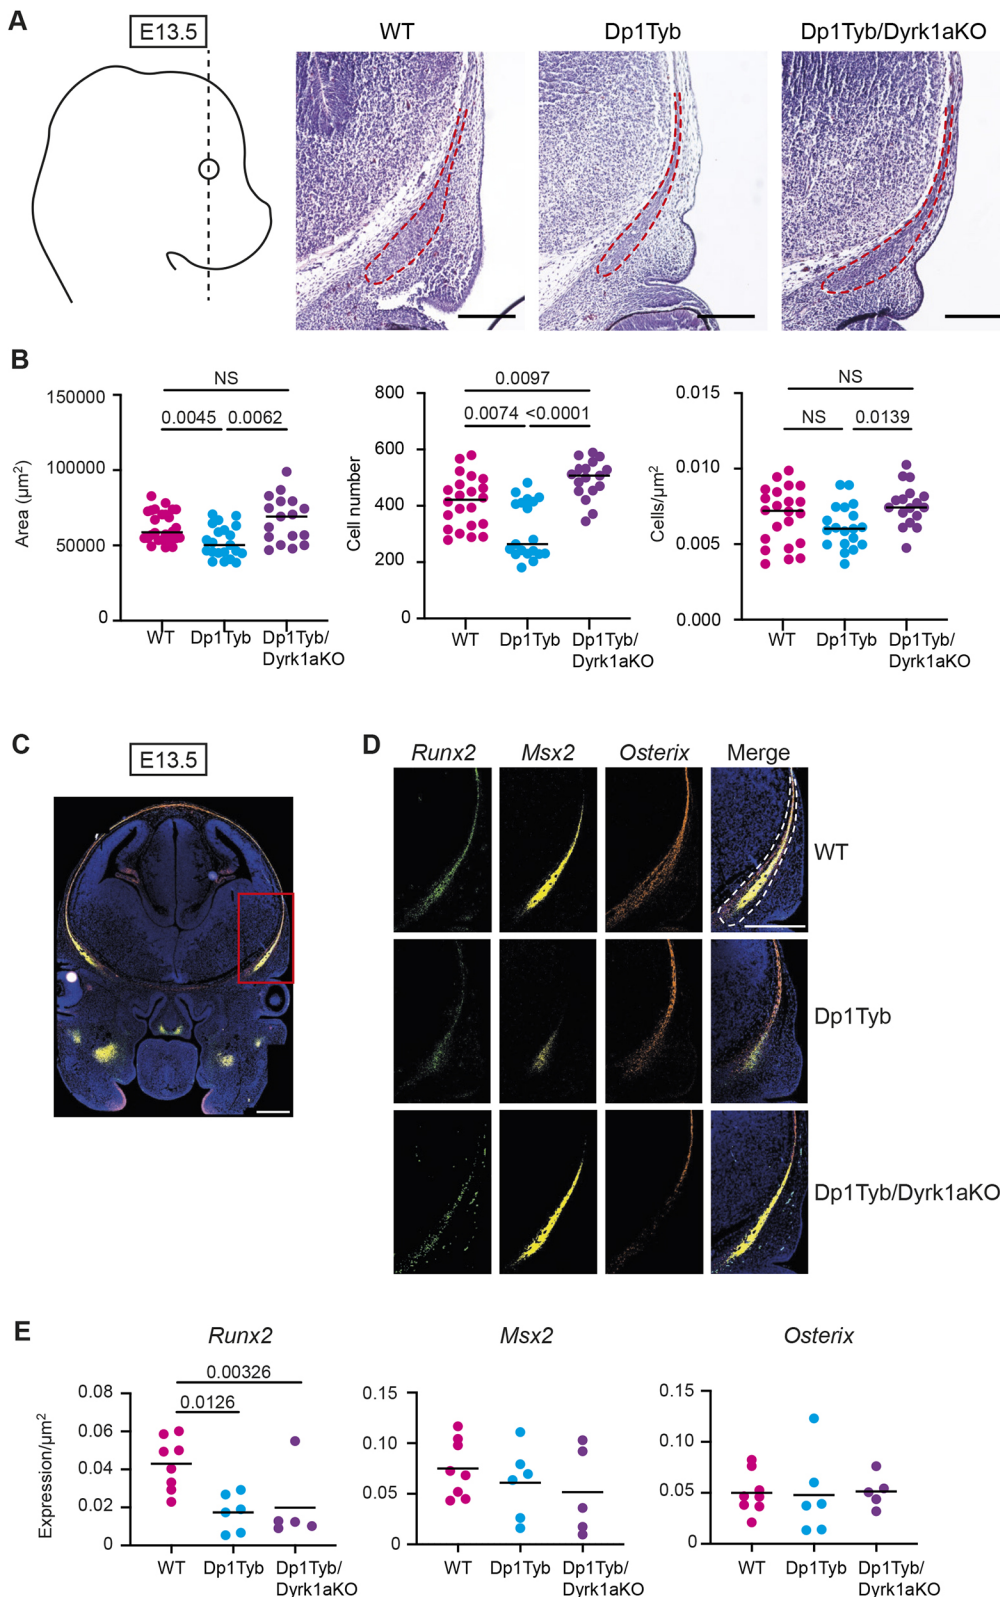 A
E13.5
WT
Dp1Tyb
Dp1Tyb/Dyrk1aKO
B
Area (µm²)
150000
100000
50000
0
NS
0.0045
0.0062
WT
Dp1Tyb
Dp1Tyb/
Dyrk1aKO
Cell number
800
600
400
200
0
0.0097
0.0074
<0.0001
WT
Dp1Tyb
Dp1Tyb/
Dyrk1aKO
Cells/µm²
0.015
0.010
0.005
0.000
NS
NS
0.0139
WT
Dp1Tyb
Dp1Tyb/
Dyrk1aKO
C
E13.5
D
Runx2
Msx2
Osterix
Merge
WT
Dp1Tyb
Dp1Tyb/Dyrk1aKO
E
Runx2
Expression/µm²
0.08
0.06
0.04
0.02
0
0.00326
0.0126
WT
Dp1Tyb
Dp1Tyb/
Dyrk1aKO
Msx2
0.15
0.10
0.05
0
WT
Dp1Tyb
Dp1Tyb/
Dyrk1aKO
Osterix
0.15
0.10
0.05
0
WT
Dp1Tyb
Dp1Tyb/
Dyrk1aKO